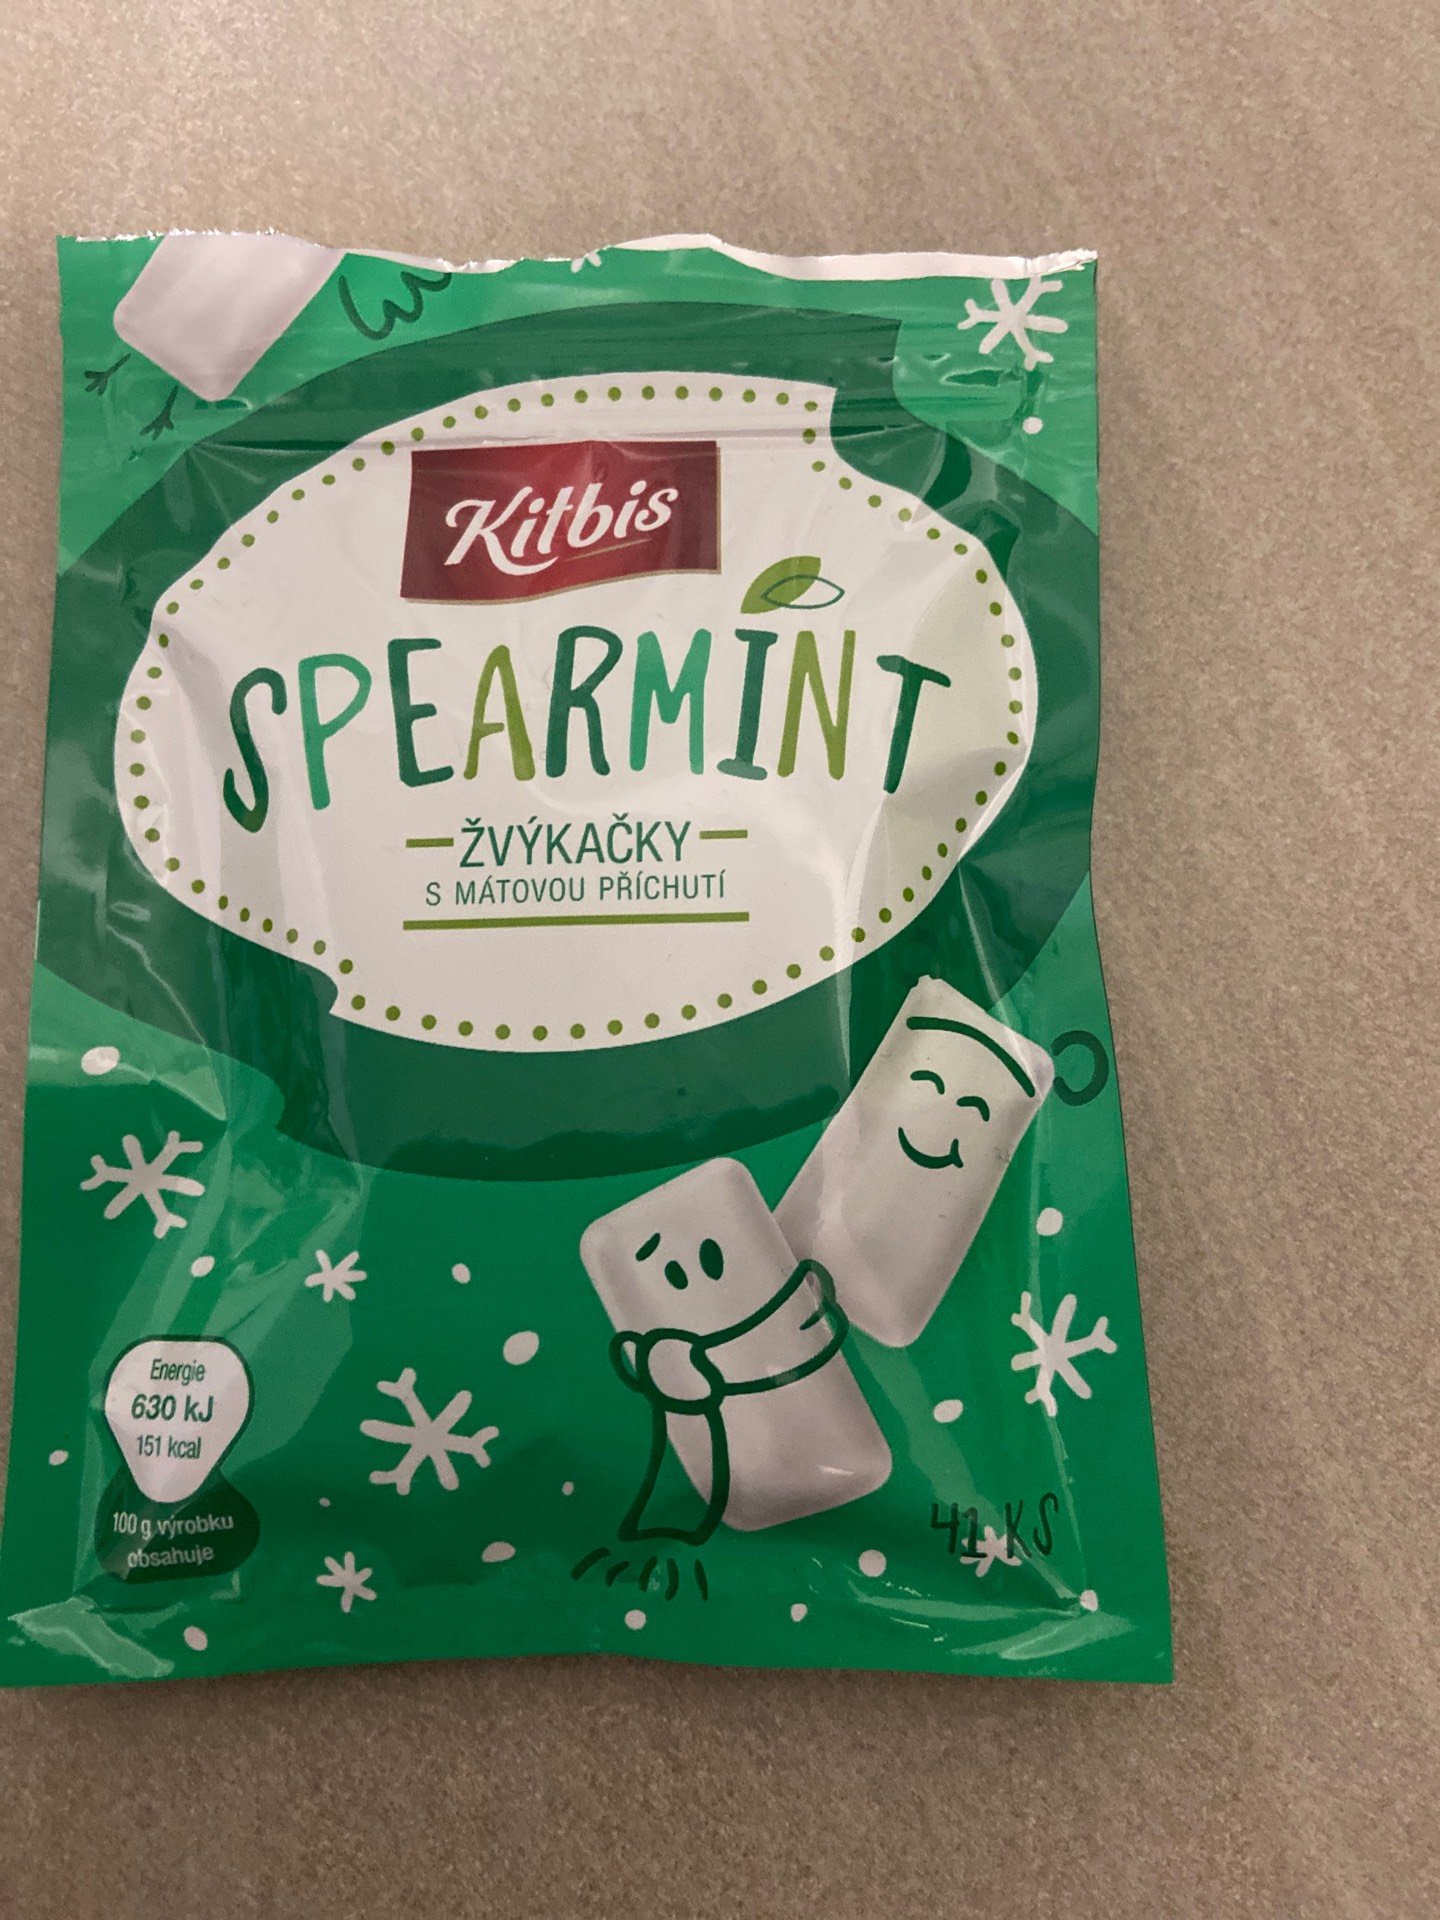 Kitbis
SPEARMINT
ŽVÝKAČKY
S MÁTOVOU PŘÍCHUTÍ
Energie
630 kJ
151 kcal
100 g výrobku
obsahuje
41 KS